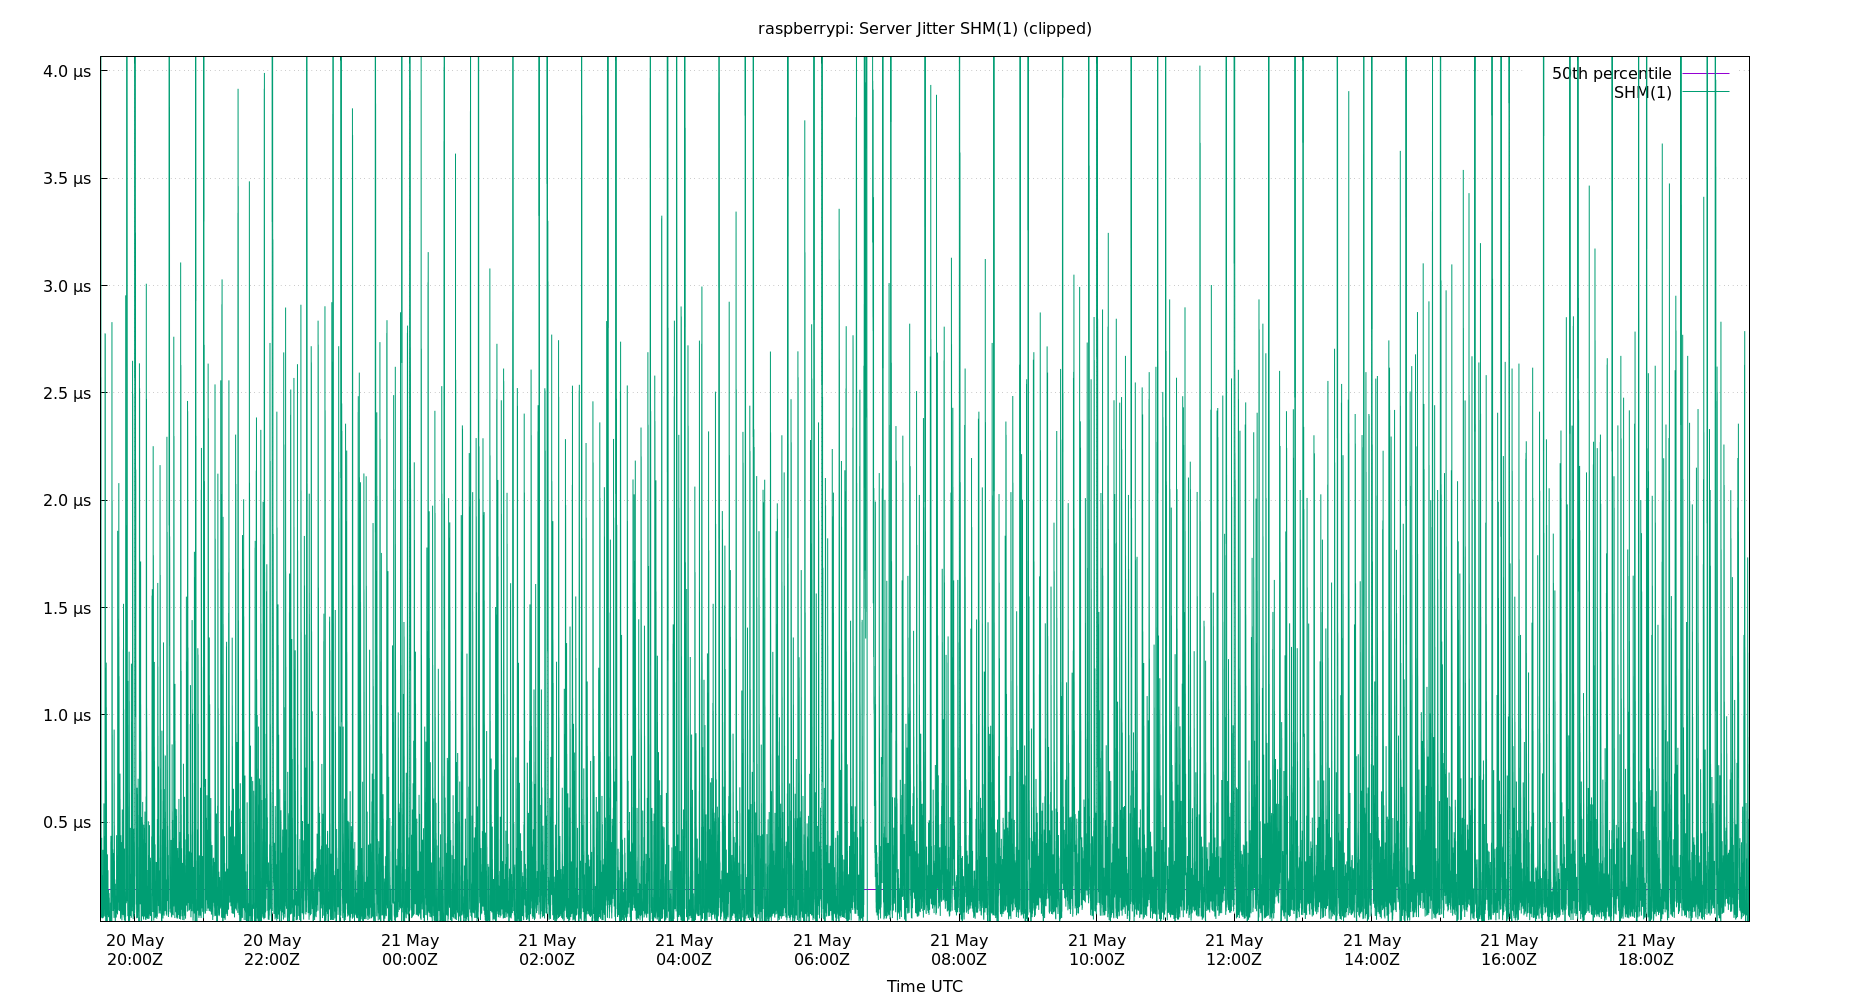 raspberrypi: Server Jitter SHM(1) (clipped)
4.0 µs
50th percentile
SHM(1)
3.5 µs
3.0 µs
2.5 µs
2.0 µs
1.5 µs
1.0 µs
0.5 µs
20 May 20 May 21 May 21 May 21 May 21 May 21 May 21 May 21 May 21 May 21 May 21 May
20:00Z 22:00Z 00:00Z 02:00Z 04:00Z 06:00Z 08:00Z 10:00Z 12:00Z 14:00Z 16:00Z 18:00Z
Time UTC